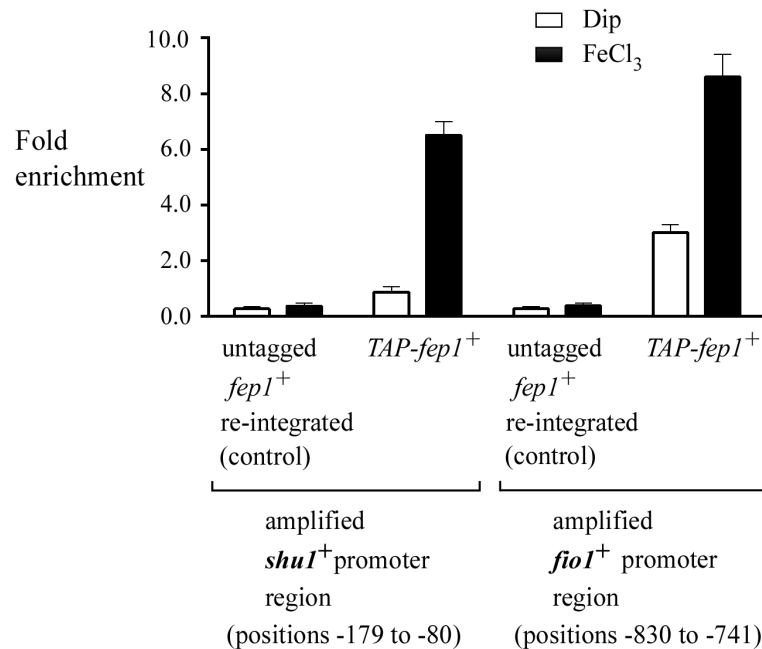 Dip
FeCl₃
10.0
8.0
6.0
4.0
2.0
0.0
Fold
enrichment
untagged
fep1⁺
re-integrated
(control)
TAP-fep1⁺
untagged
fep1⁺
re-integrated
(control)
TAP-fep1⁺
amplified
shu1⁺promoter
region
(positions -179 to -80)
amplified
fio1⁺ promoter
region
(positions -830 to -741)